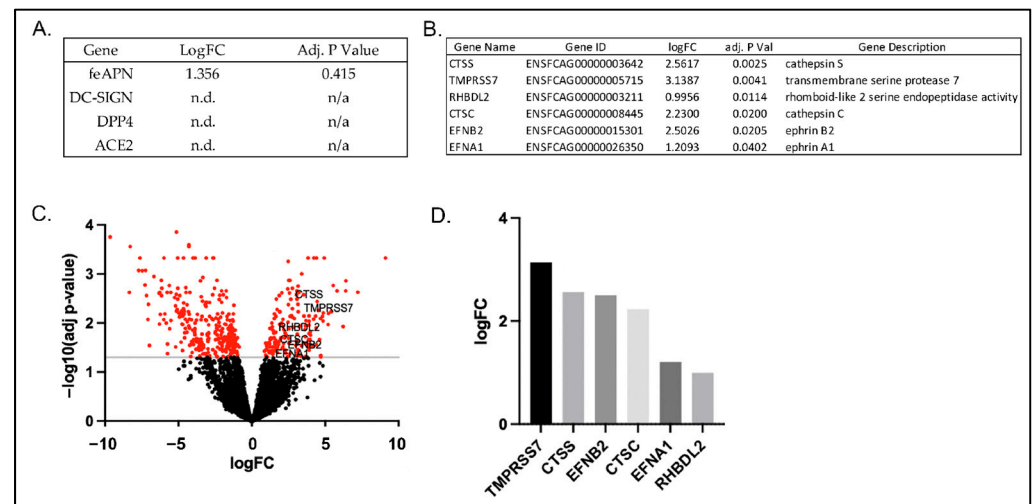 A.
Gene LogFC Adj. P Value
feAPN 1.356 0.415
DC-SIGN n.d. n/a
DPP4 n.d. n/a
ACE2 n.d. n/a
B.
Gene Name Gene ID logFC adj. P Val Gene Description
CTSS ENSFCAG00000003642 2.5617 0.0025 cathepsin S
TMPRSS7 ENSFCAG00000005715 3.1387 0.0041 transmembrane serine protease 7
RHBDL2 ENSFCAG00000003211 0.9956 0.0114 rhomboid-like 2 serine endopeptidase activity
CTSC ENSFCAG00000008445 2.2300 0.0200 cathepsin C
EFNB2 ENSFCAG00000015301 2.5026 0.0205 ephrin B2
EFNA1 ENSFCAG00000026350 1.2093 0.0402 ephrin A1
C.
−log10(adj p-value)
4
3
2
1
0
CTSS
TMPRSS7
RHBDL2
CTSC
EFNB2
EFNA1
−10 −5 0 5 10
logFC
D.
logFC
4
2
0
TMPRSS7 CTSS EFNB2 CTSC EFNA1 RHBDL2